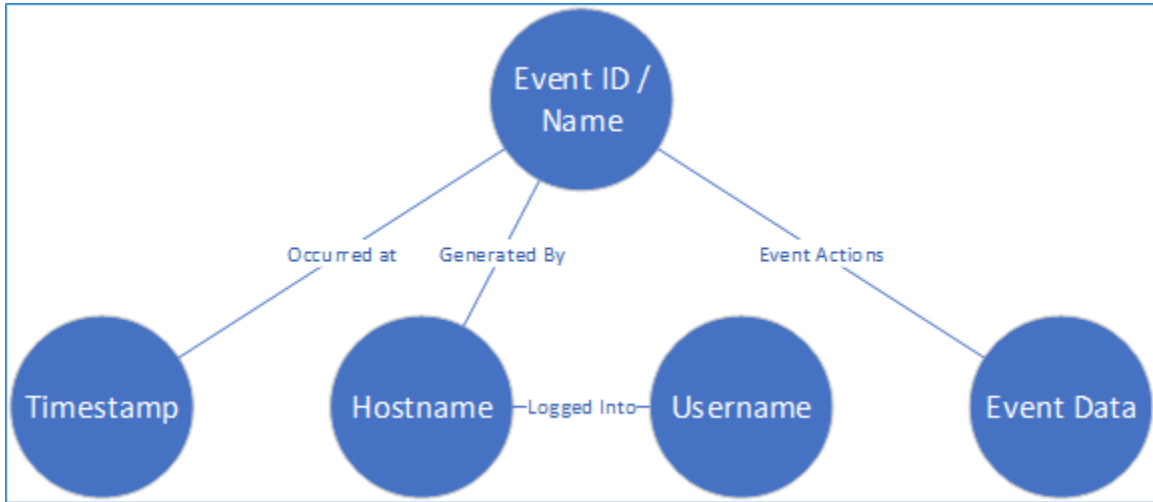 Event ID /
Name
Occurred at
Generated By
Event Actions
Timestamp
Hostname
Logged Into
Username
Event Data